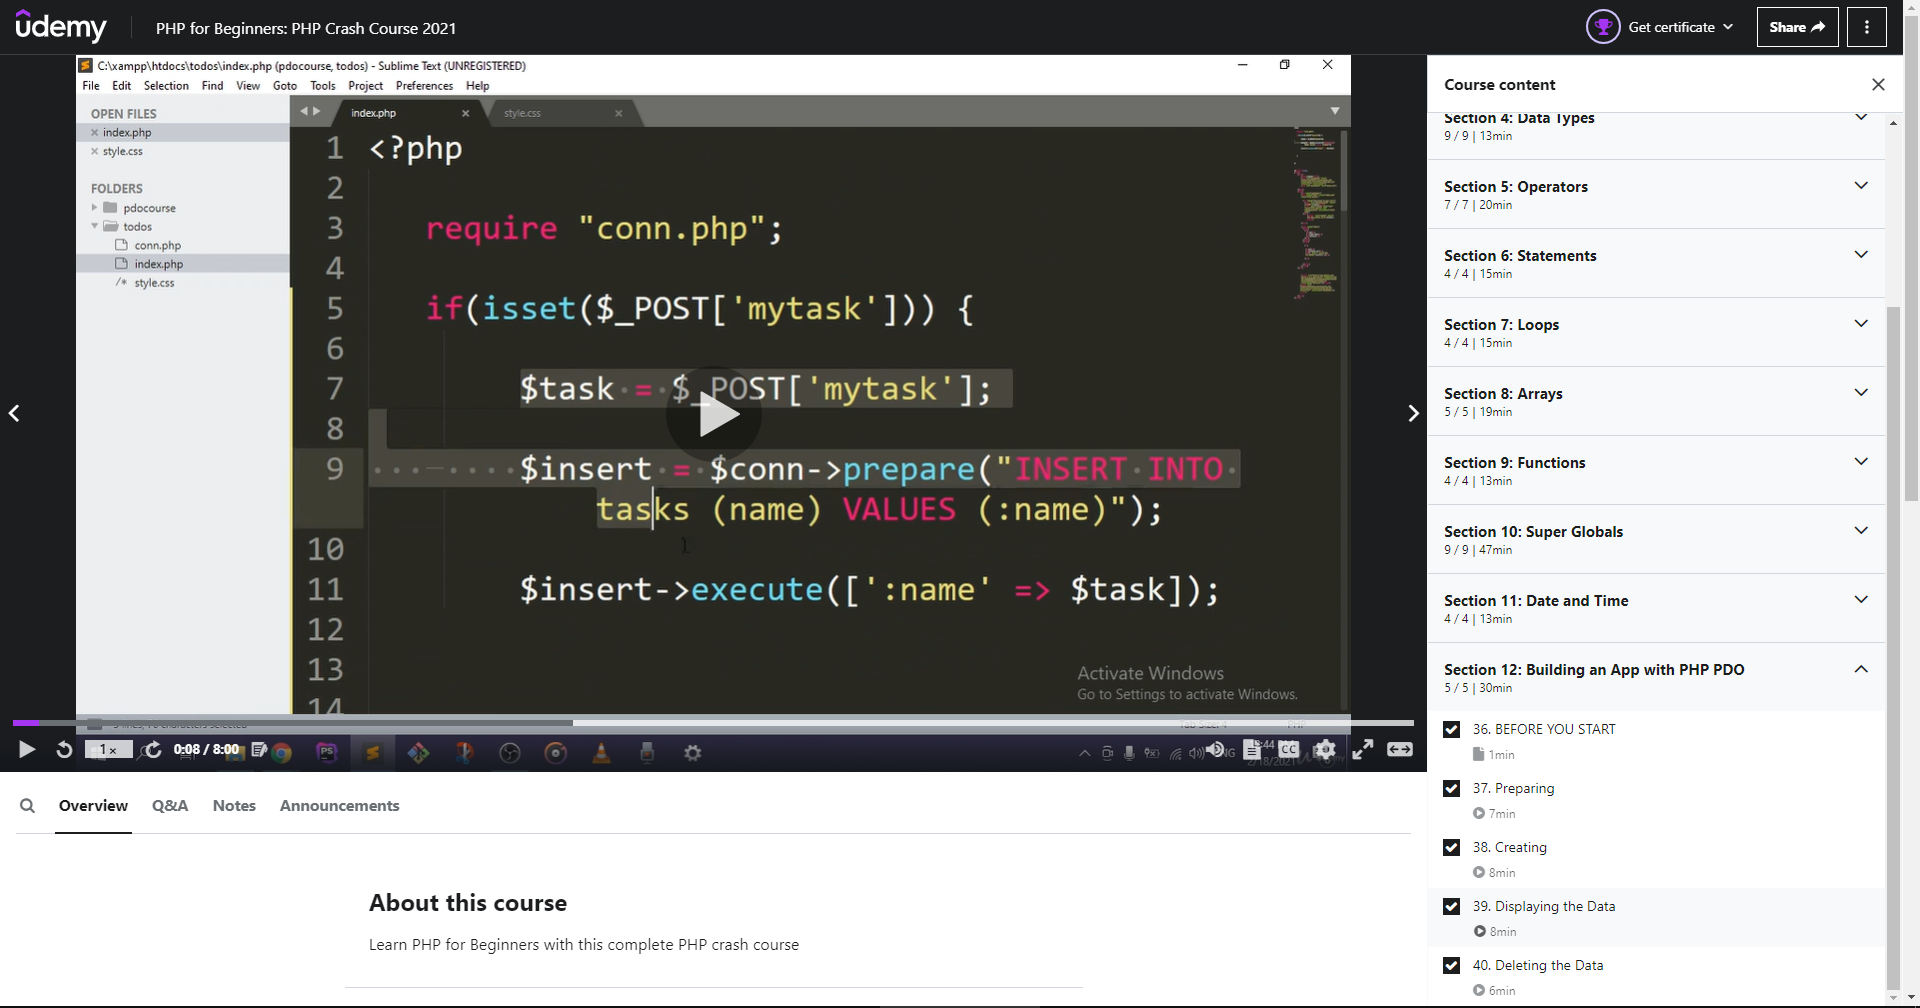 ûdemy
PHP for Beginners: PHP Crash Course 2021
Get certificate
Share
C:\xampp\htdocs\todos\index.php (pdocourse, todos) - Sublime Text (UNREGISTERED)
File Edit Selection Find View Goto Tools Project Preferences Help
OPEN FILES
index.php
style.css
FOLDERS
pdocourse
todos
conn.php
index.php
/* style.css
index.php
style.css
1 <?php
2
3 require "conn.php";
4
5 if(isset($_POST['mytask'])) {
6
7 $task = $_POST['mytask'];
8
9 $insert = $conn->prepare("INSERT INTO
tasks (name) VALUES (:name)");
10
11 $insert->execute([':name' => $task]);
12
13
14
Activate Windows
Go to Settings to activate Windows.
Tab Size: 4 PHP
1x
0:08 / 8:00
CC
2/18/2021
Course content
Section 4: Data Types
9 / 9 | 13min
Section 5: Operators
7 / 7 | 20min
Section 6: Statements
4 / 4 | 15min
Section 7: Loops
4 / 4 | 15min
Section 8: Arrays
5 / 5 | 19min
Section 9: Functions
4 / 4 | 13min
Section 10: Super Globals
9 / 9 | 47min
Section 11: Date and Time
4 / 4 | 13min
Section 12: Building an App with PHP PDO
5 / 5 | 30min
36. BEFORE YOU START
1min
37. Preparing
7min
38. Creating
8min
39. Displaying the Data
8min
40. Deleting the Data
6min
Overview Q&A Notes Announcements
About this course
Learn PHP for Beginners with this complete PHP crash course